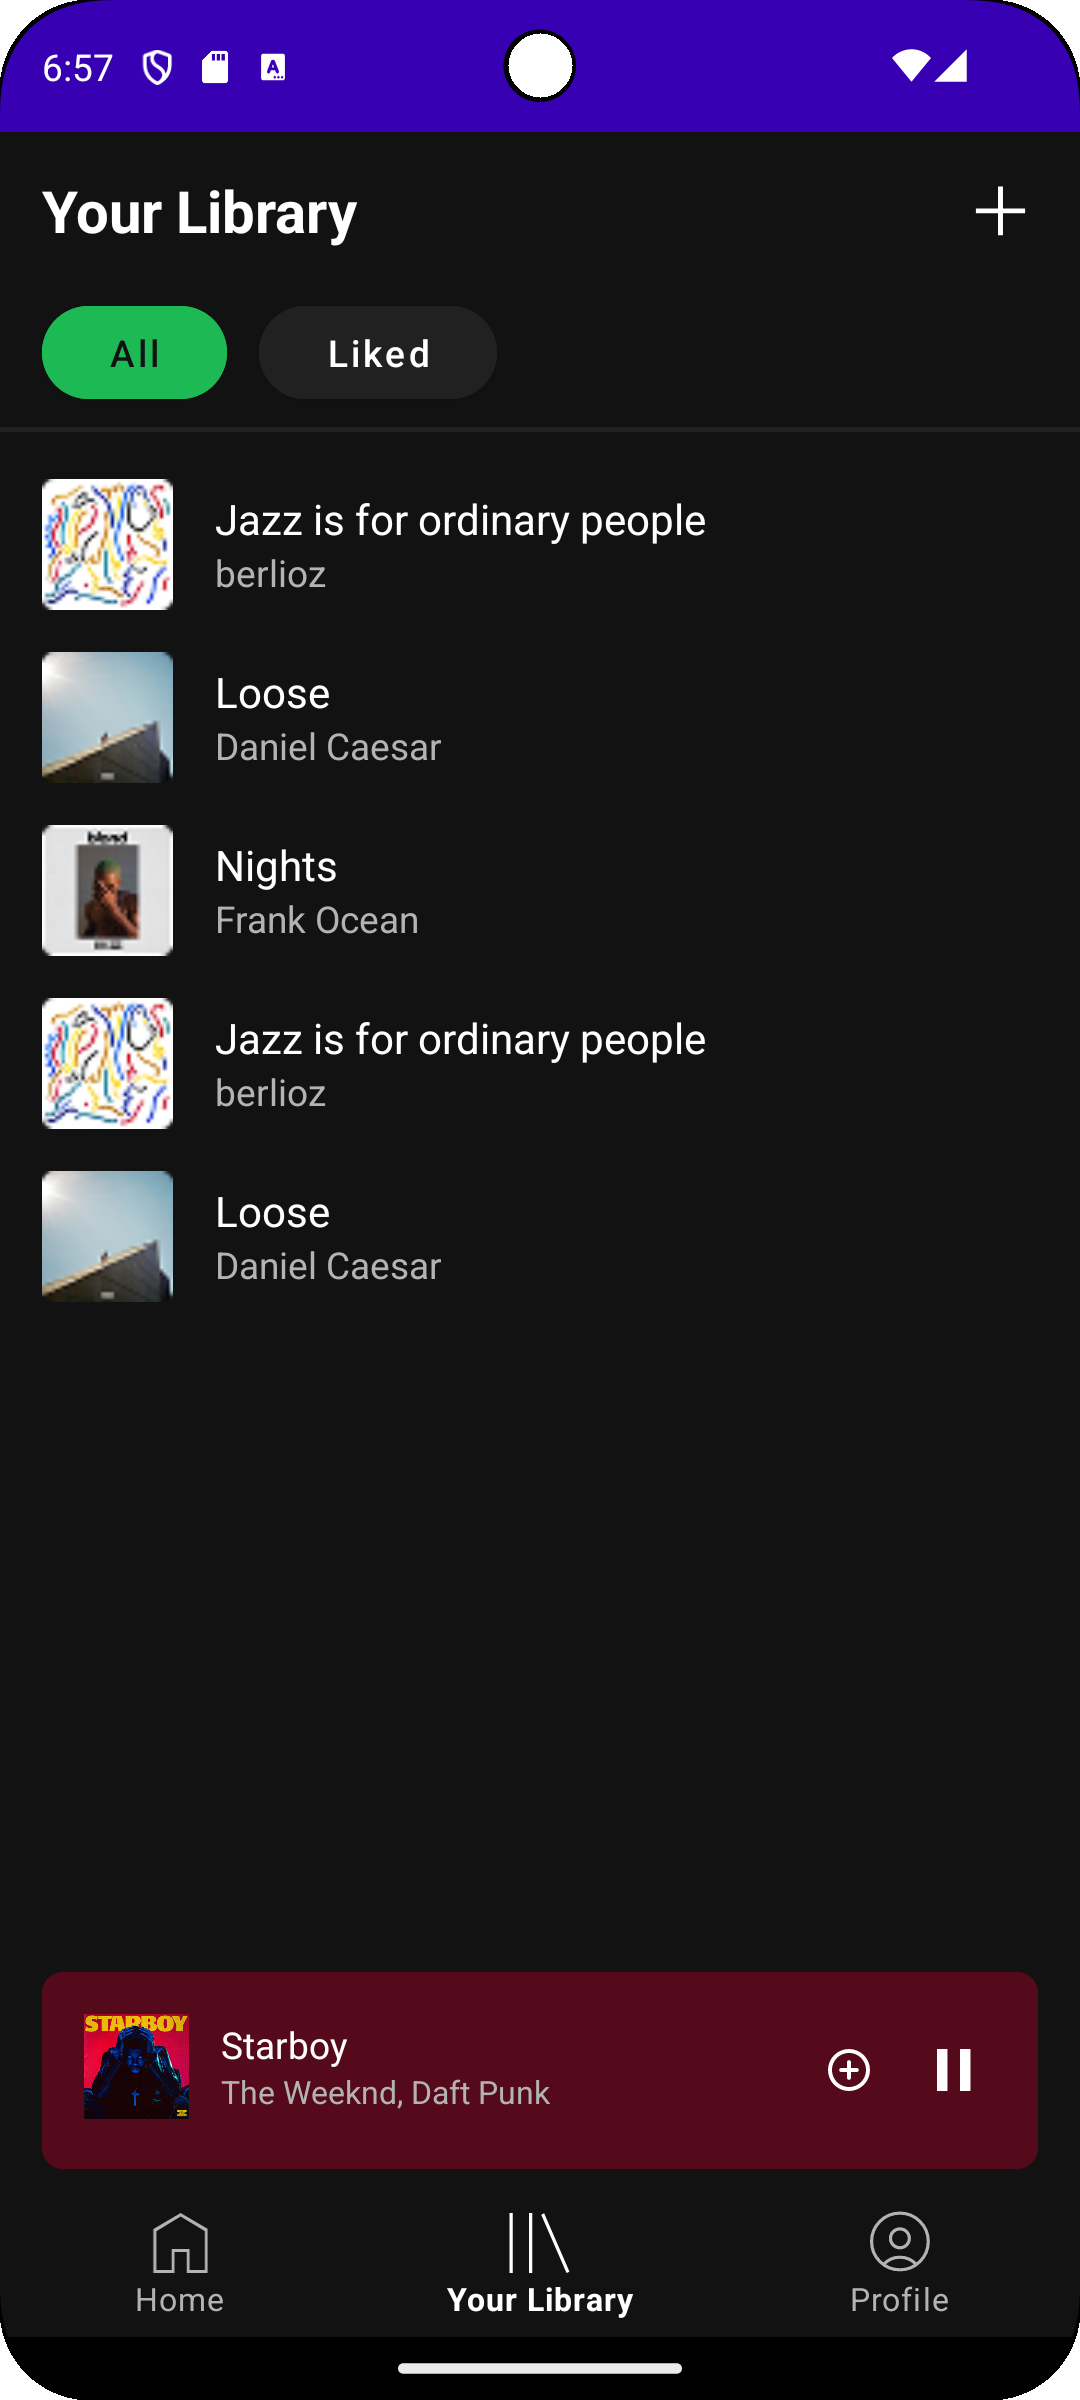 6:57
Your Library
All
Liked
Jazz is for ordinary people
berlioz
Loose
Daniel Caesar
blond
Nights
Frank Ocean
Jazz is for ordinary people
berlioz
Loose
Daniel Caesar
STARBOY
Starboy
The Weeknd, Daft Punk
Home
Your Library
Profile